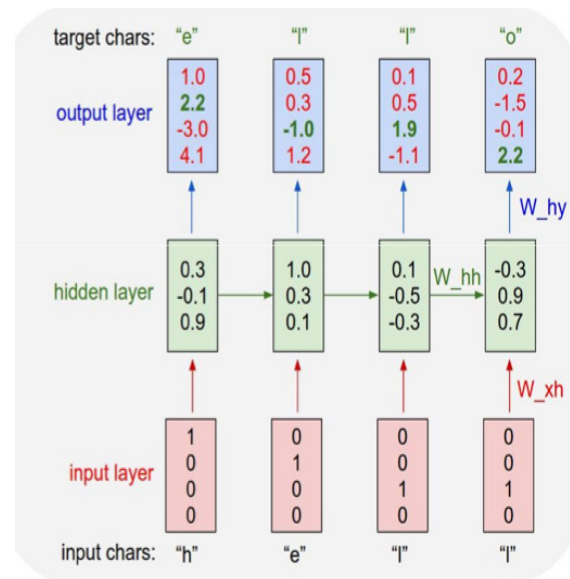 target chars: “e” “l” “l” “o”
1.0 0.5 0.1 0.2
2.2 0.3 0.5 -1.5
output layer -3.0 -1.0 1.9 -0.1
4.1 1.2 -1.1 2.2
W_hy
0.3 1.0 0.1 W_hh -0.3
hidden layer -0.1 0.3 -0.5 0.9
0.9 0.1 -0.3 0.7
W_xh
1 0 0 0
0 1 0 0
input layer 0 0 1 1
0 0 0 0
input chars: “h” “e” “l” “l”